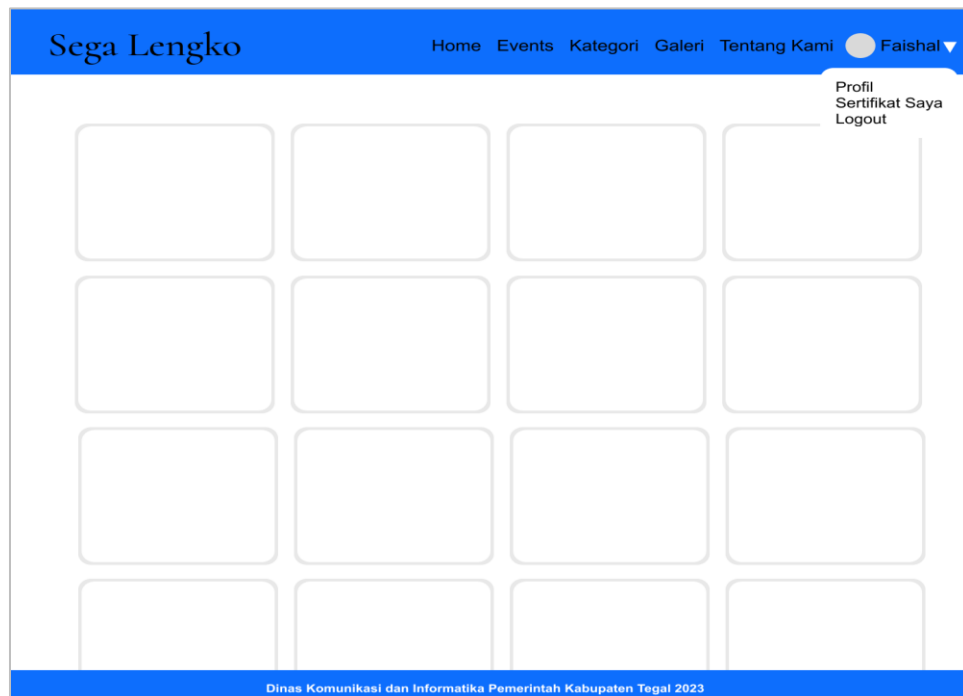 Sega Lengko
Home Events Kategori Galeri Tentang Kami Faishal
Profil
Sertifikat Saya
Logout
Dinas Komunikasi dan Informatika Pemerintah Kabupaten Tegal 2023